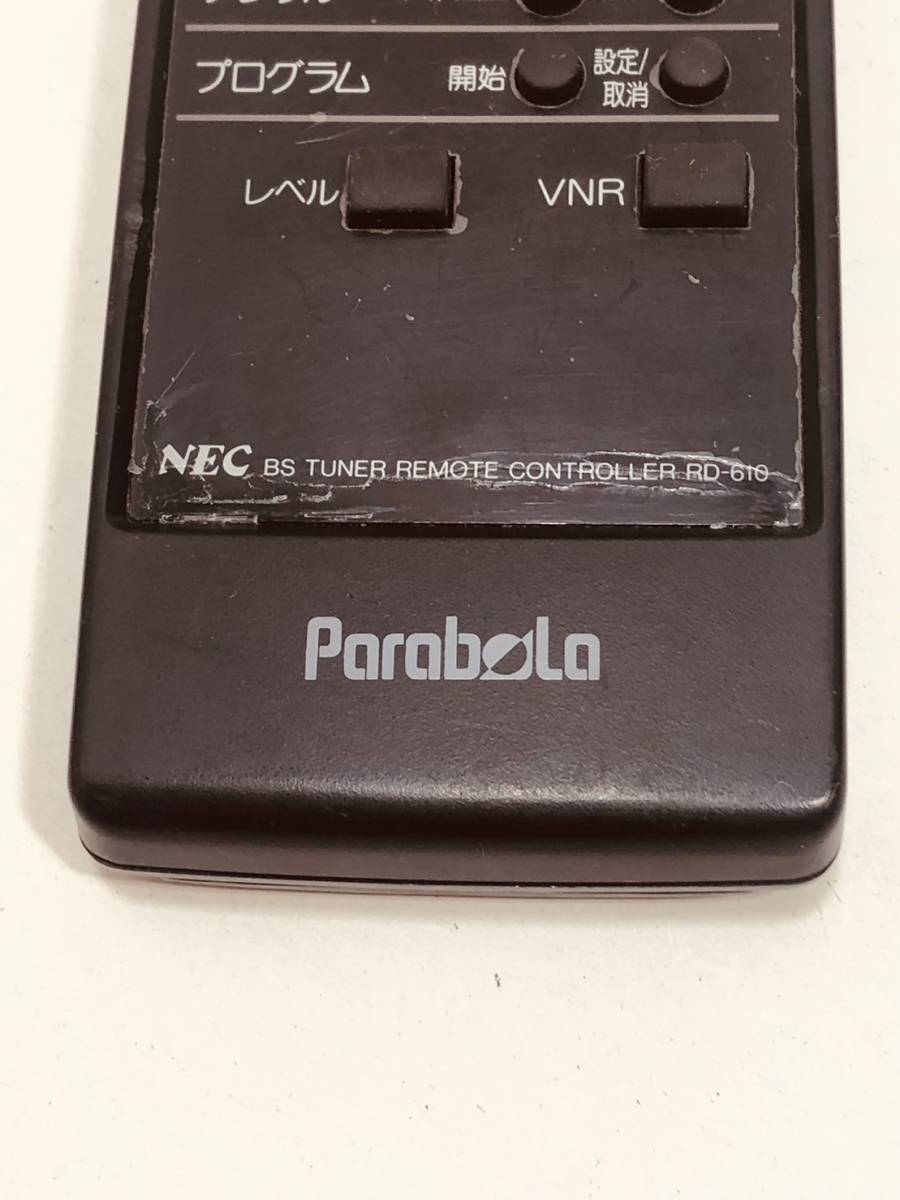 プログラム 開始 設定/
取消
レベル VNR
NEC BS TUNER REMOTE CONTROLLER RD-610
Parabola